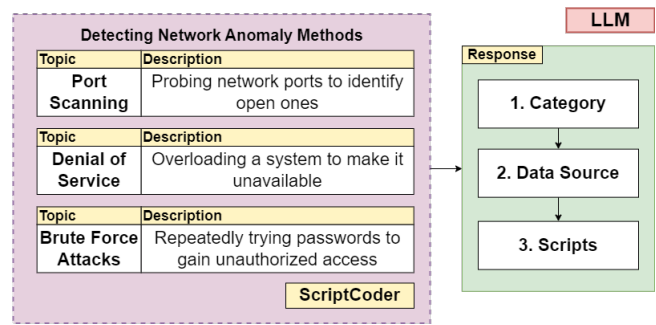 LLM
Detecting Network Anomaly Methods
Topic Description
Port Scanning Probing network ports to identify open ones
Topic Description
Denial of Service Overloading a system to make it unavailable
Topic Description
Brute Force Attacks Repeatedly trying passwords to gain unauthorized access
ScriptCoder
Response
1. Category
2. Data Source
3. Scripts